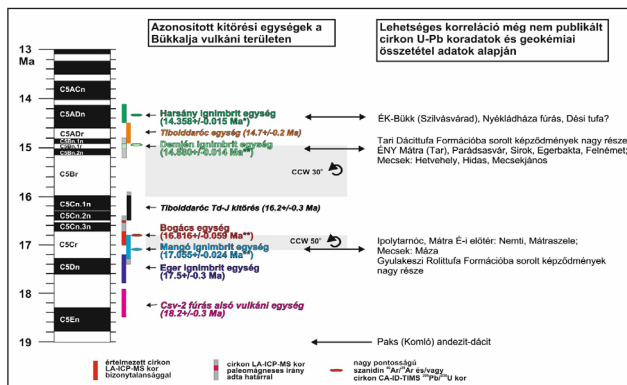 Azonosított kitörési egységek a
Bükkalja vulkáni területen
Lehetséges korreláció még nem publikált
cirkon U-Pb koradatok és geokémiai
összetétel adatok alapján
13
Ma
C5ACn
14
C5ADn
Harsány ignimbrit egység
(14.358+/-0.015 Ma*)
ÉK-Bükk (Szilvásvárad), Nyékládháza fúrás, Dési tufa?
C5ADr
Tibolddaróc egység (14.7+/-0.2 Ma)
C5Bn.1n
C5Bn.1r
C5Bn.2n
15
Demjén ignimbrit egység
(14.880+/-0.014 Ma**)
Tari Dácittufa Formációba sorolt képződmények nagy része
ÉNY Mátra (Tar), Parádsasvár, Sirok, Egerbakta, Felnémet;
Mecsek: Hetvehely, Hidas, Mecsekjános
C5Br
CCW 30°
16
C5Cn.1n
C5Cn.2n
C5Cn.3n
Tibolddaróc Td-J kitörés (16.2+/-0.3 Ma)
Bogács egység
(16.816+/-0.059 Ma**)
17
C5Cr
CCW 50°
Mangó ignimbrit egység
(17.055+/-0.024 Ma**)
Ipolytarnóc, Mátra É-i előtér: Nemti, Mátraszele;
Mecsek: Máza
Gyulakeszi Riolittufa Formációba sorolt képződmények
nagy része
C5Dn
Eger ignimbrit egység
(17.5+/-0.3 Ma)
18
Csv-2 fúrás alsó vulkáni egység
(18.2+/-0.3 Ma)
C5En
19
Paks (Komló) andezit-dácit
értelmezett cirkon
LA-ICP-MS kor
bizonytalansággal
cirkon LA-ICP-MS kor
paleomágneses irány
adta határral
nagy pontosságú
szanidin ⁴⁰Ar/³⁹Ar és/vagy
cirkon CA-ID-TIMS ²⁰⁶Pb/²³⁸U kor